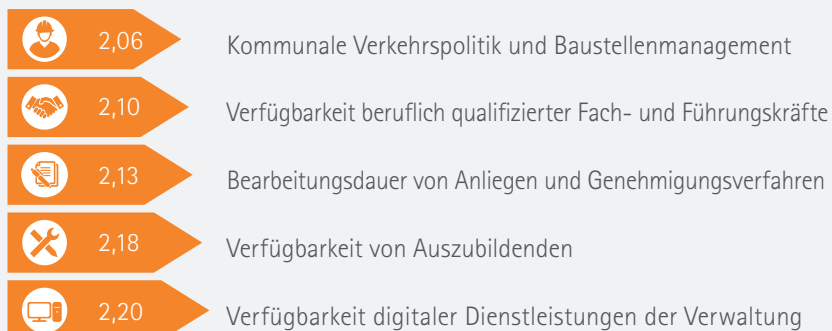 2,06 Kommunale Verkehrspolitik und Baustellenmanagement
2,10 Verfügbarkeit beruflich qualifizierter Fach- und Führungskräfte
2,13 Bearbeitungsdauer von Anliegen und Genehmigungsverfahren
2,18 Verfügbarkeit von Auszubildenden
2,20 Verfügbarkeit digitaler Dienstleistungen der Verwaltung